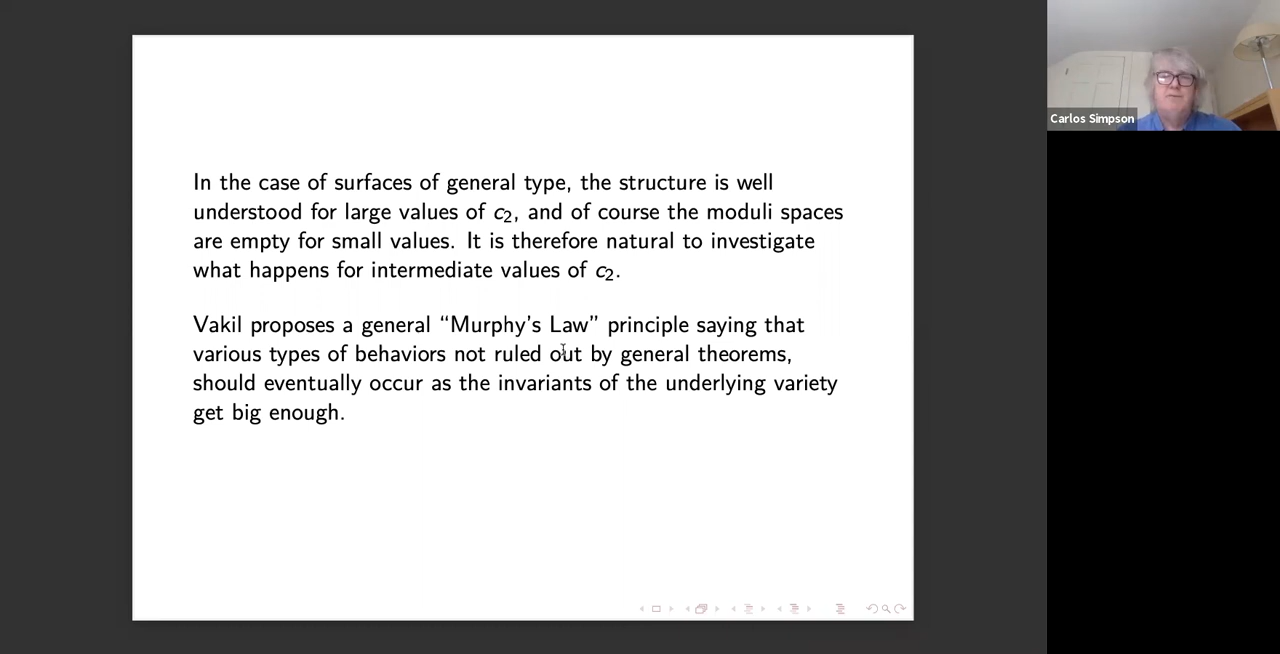 In the case of surfaces of general type, the structure is well
understood for large values of c₂, and of course the moduli spaces
are empty for small values. It is therefore natural to investigate
what happens for intermediate values of c₂.
Vakil proposes a general “Murphy’s Law” principle saying that
various types of behaviors not ruled out by general theorems,
should eventually occur as the invariants of the underlying variety
get big enough.
Carlos Simpson